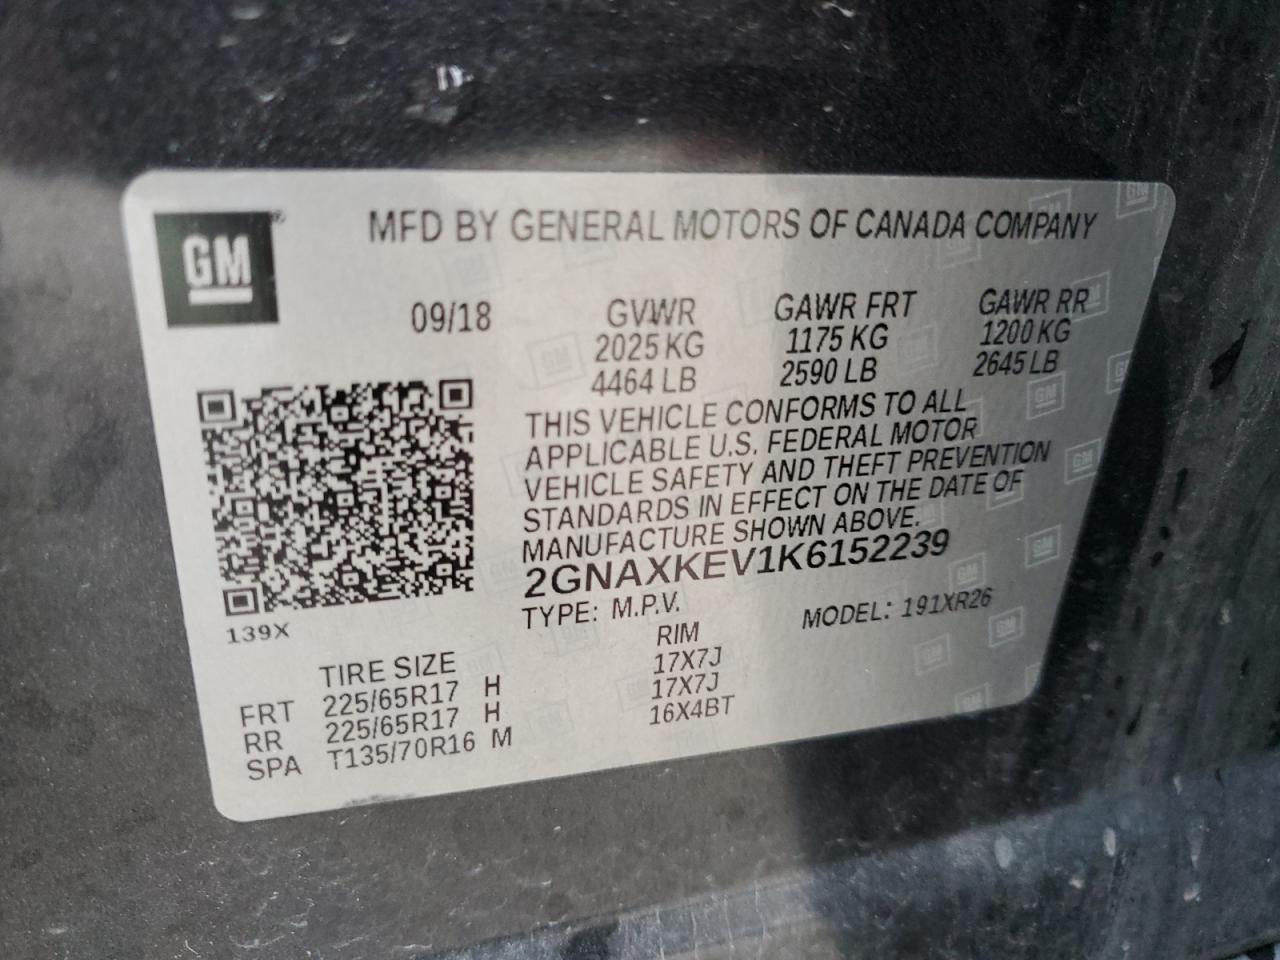 GM
MFD BY GENERAL MOTORS OF CANADA COMPANY
09/18
GVWR GAWR FRT GAWR RR
2025 KG 1175 KG 1200 KG
4464 LB 2590 LB 2645 LB
THIS VEHICLE CONFORMS TO ALL
APPLICABLE U.S. FEDERAL MOTOR
VEHICLE SAFETY AND THEFT PREVENTION
STANDARDS IN EFFECT ON THE DATE OF
MANUFACTURE SHOWN ABOVE.
2GNAXKEV1K6152239
TYPE: M.P.V. MODEL: 191XR26
139X
TIRE SIZE RIM
FRT 225/65R17 H 17X7J
RR 225/65R17 H 17X7J
SPA T135/70R16 M 16X4BT